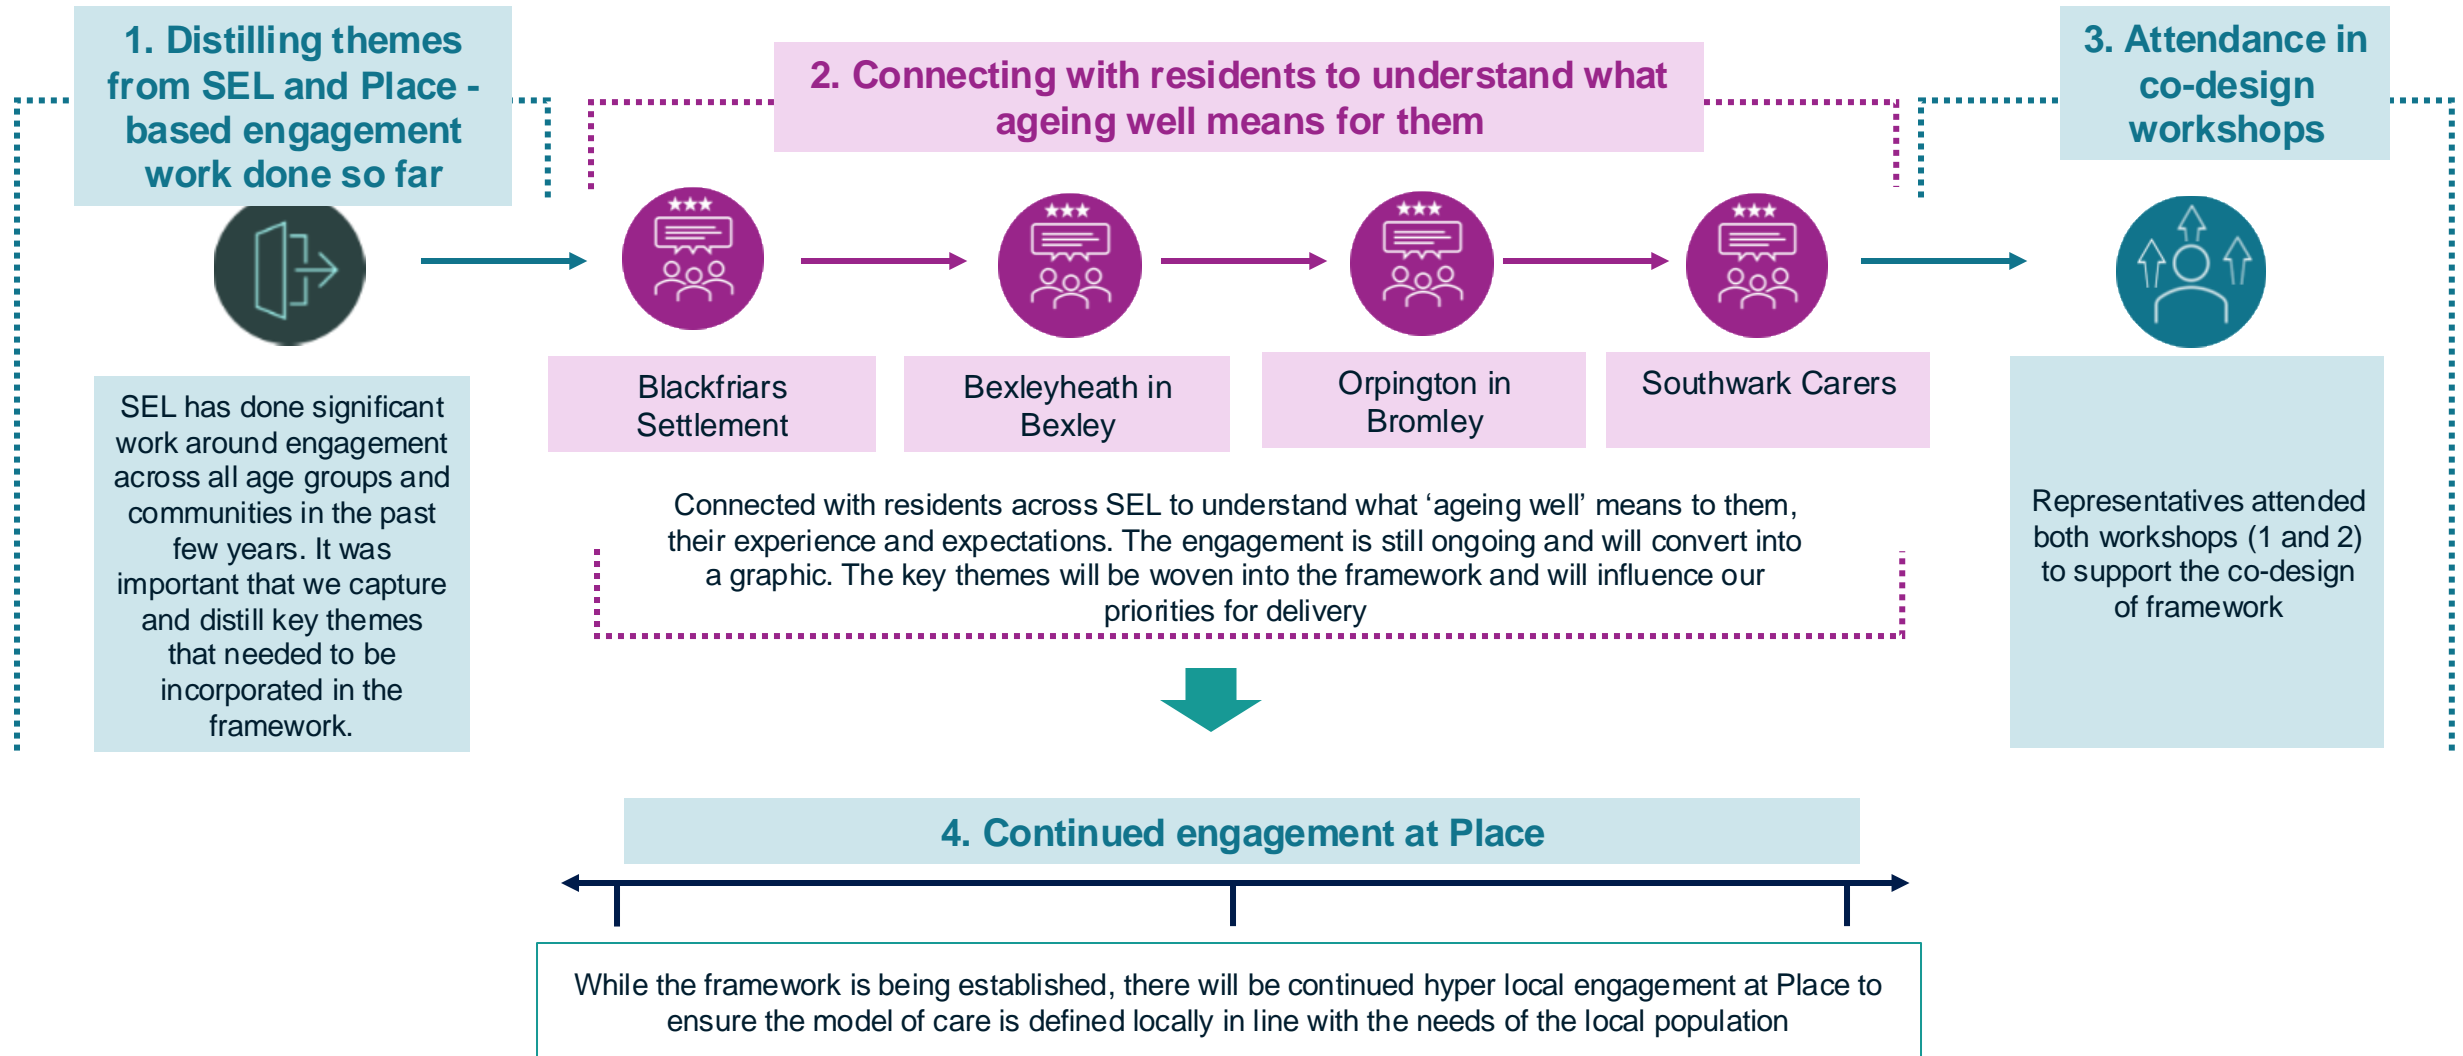 1. Distilling themes
from SEL and Place -
based engagement
work done so far
SEL has done significant
work around engagement
across all age groups and
communities in the past
few years. It was
important that we capture
and distill key themes
that needed to be
incorporated in the
framework.
2. Connecting with residents to understand what
ageing well means for them
Blackfriars
Settlement
Bexleyheath in
Bexley
Orpington in
Bromley
Southwark Carers
Connected with residents across SEL to understand what ‘ageing well’ means to them,
their experience and expectations. The engagement is still ongoing and will convert into
a graphic. The key themes will be woven into the framework and will influence our
priorities for delivery
3. Attendance in
co-design
workshops
Representatives attended
both workshops (1 and 2)
to support the co-design
of framework
4. Continued engagement at Place
While the framework is being established, there will be continued hyper local engagement at Place to
ensure the model of care is defined locally in line with the needs of the local population